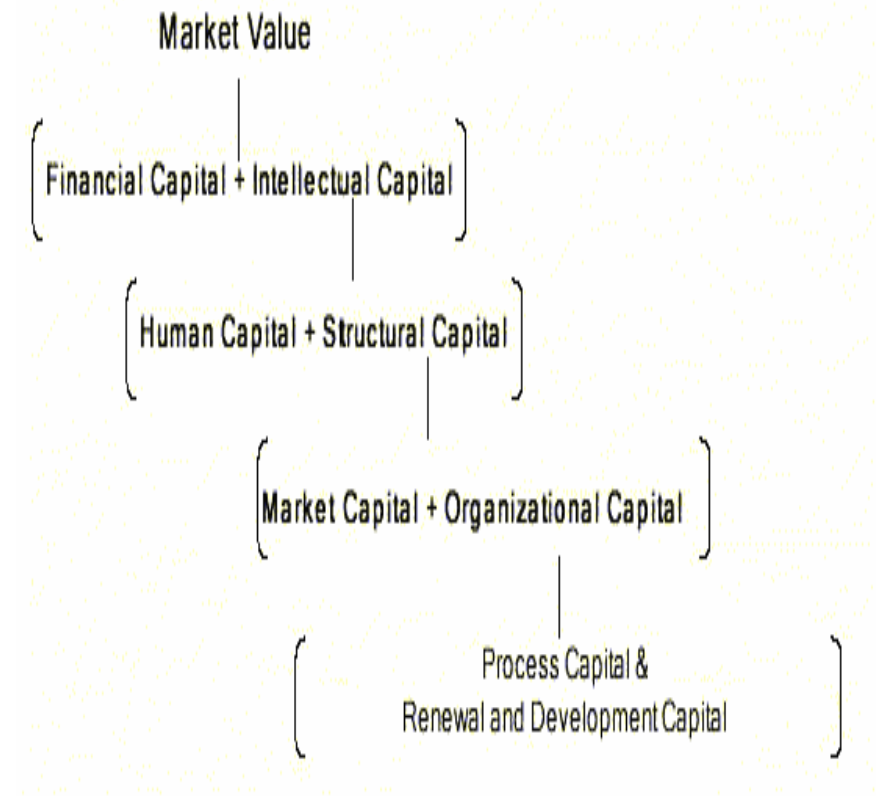 Market Value
Financial Capital + Intellectual Capital
Human Capital + Structural Capital
Market Capital + Organizational Capital
Process Capital &
Renewal and Development Capital